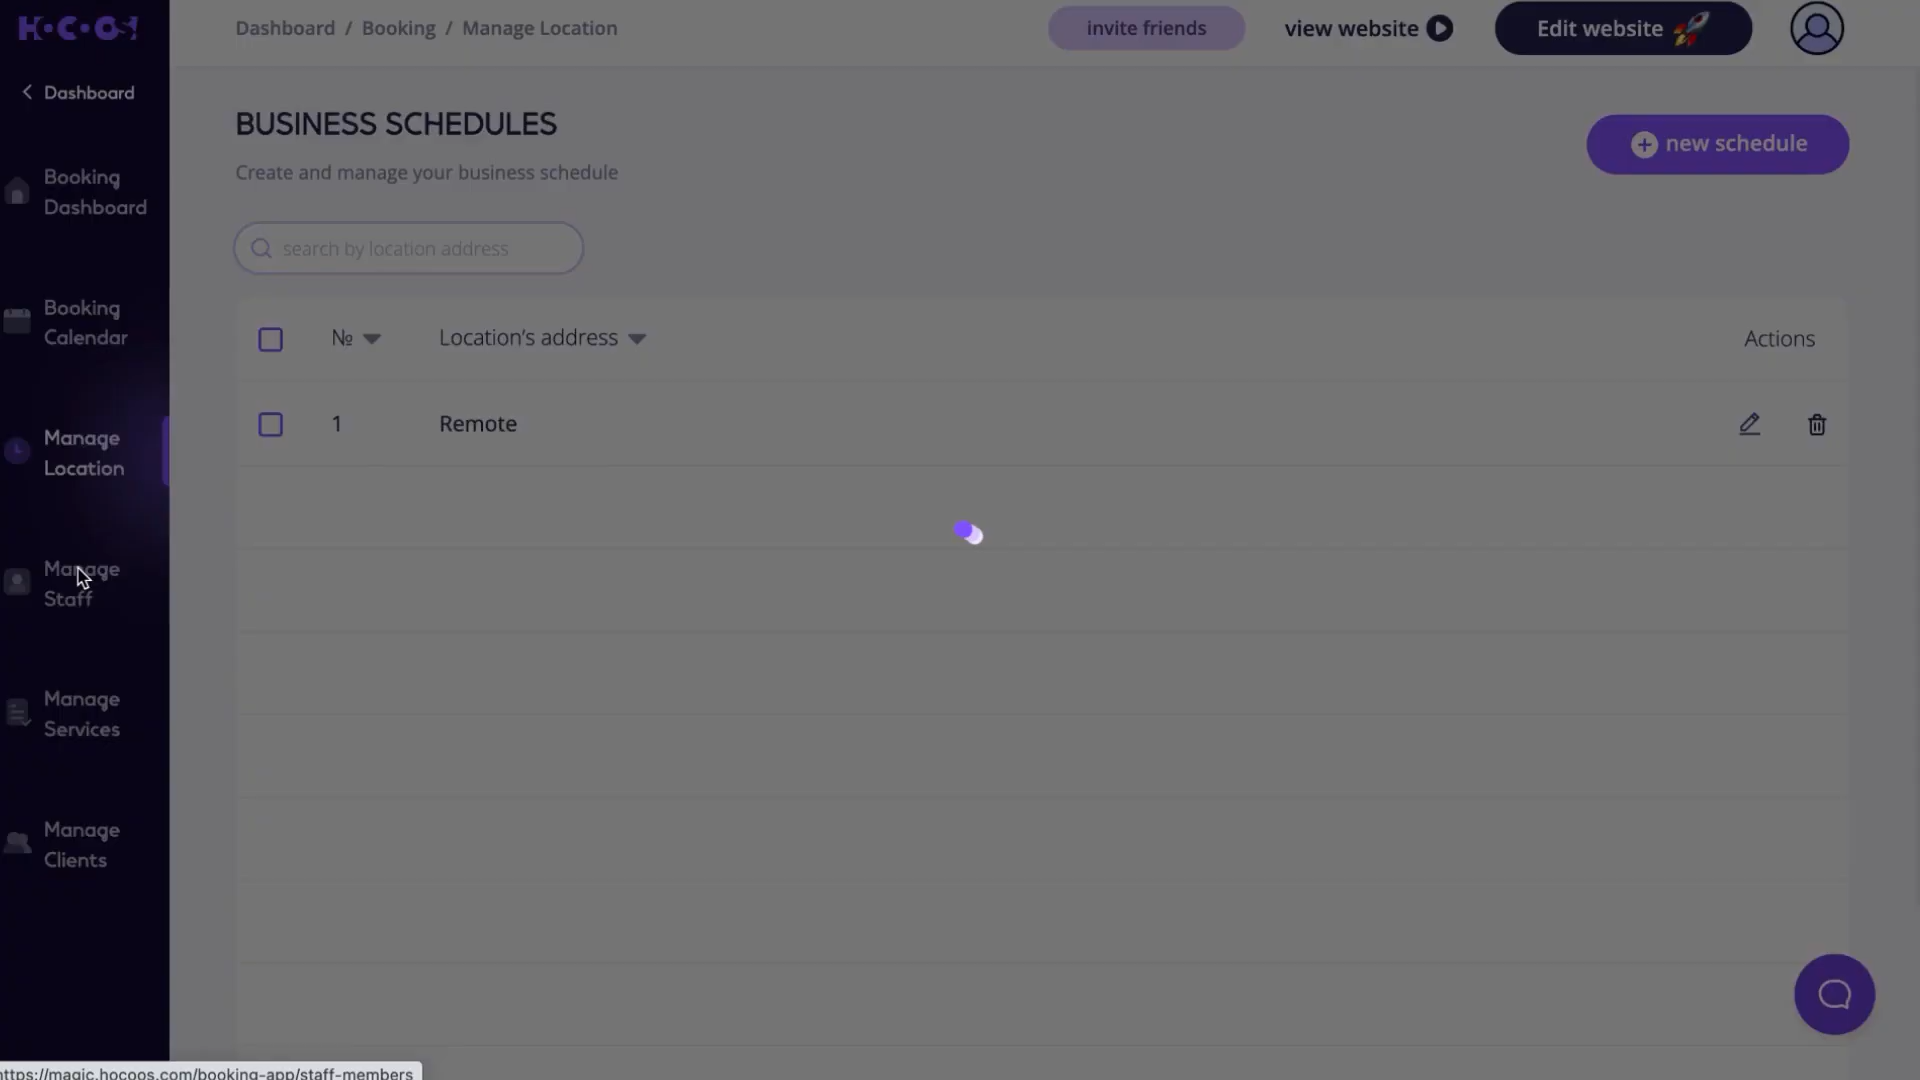 HOCOOS
Dashboard / Booking / Manage Location
invite friends
view website
Edit website
Dashboard
Booking
Dashboard
Booking
Calendar
Manage
Location
Manage
Staff
Manage
Services
Manage
Clients
BUSINESS SCHEDULES
Create and manage your business schedule
new schedule
search by location address
№
Location's address
Actions
1
Remote
https://magic.hocoos.com/booking-app/staff-members